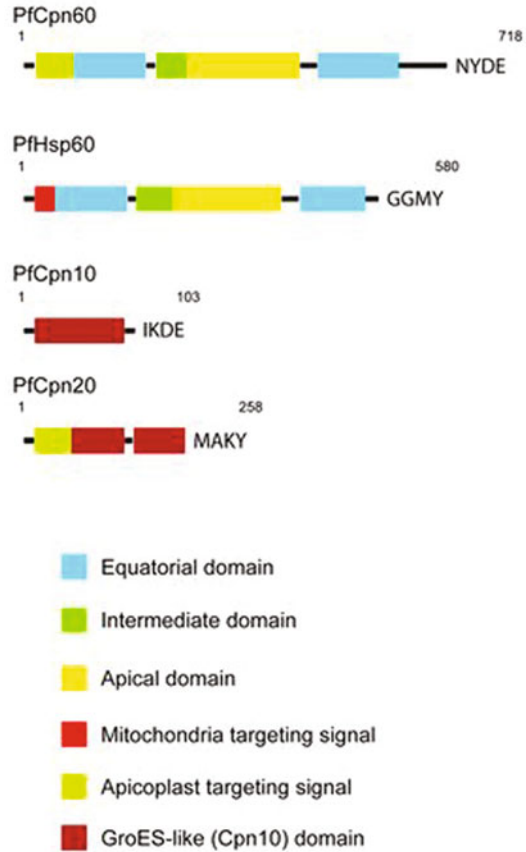 PfCpn60
1 718
NYDE
PfHsp60
1 580
GGMY
PfCpn10
1 103
IKDE
PfCpn20
1 258
MAKY
Equatorial domain
Intermediate domain
Apical domain
Mitochondria targeting signal
Apicoplast targeting signal
GroES-like (Cpn10) domain